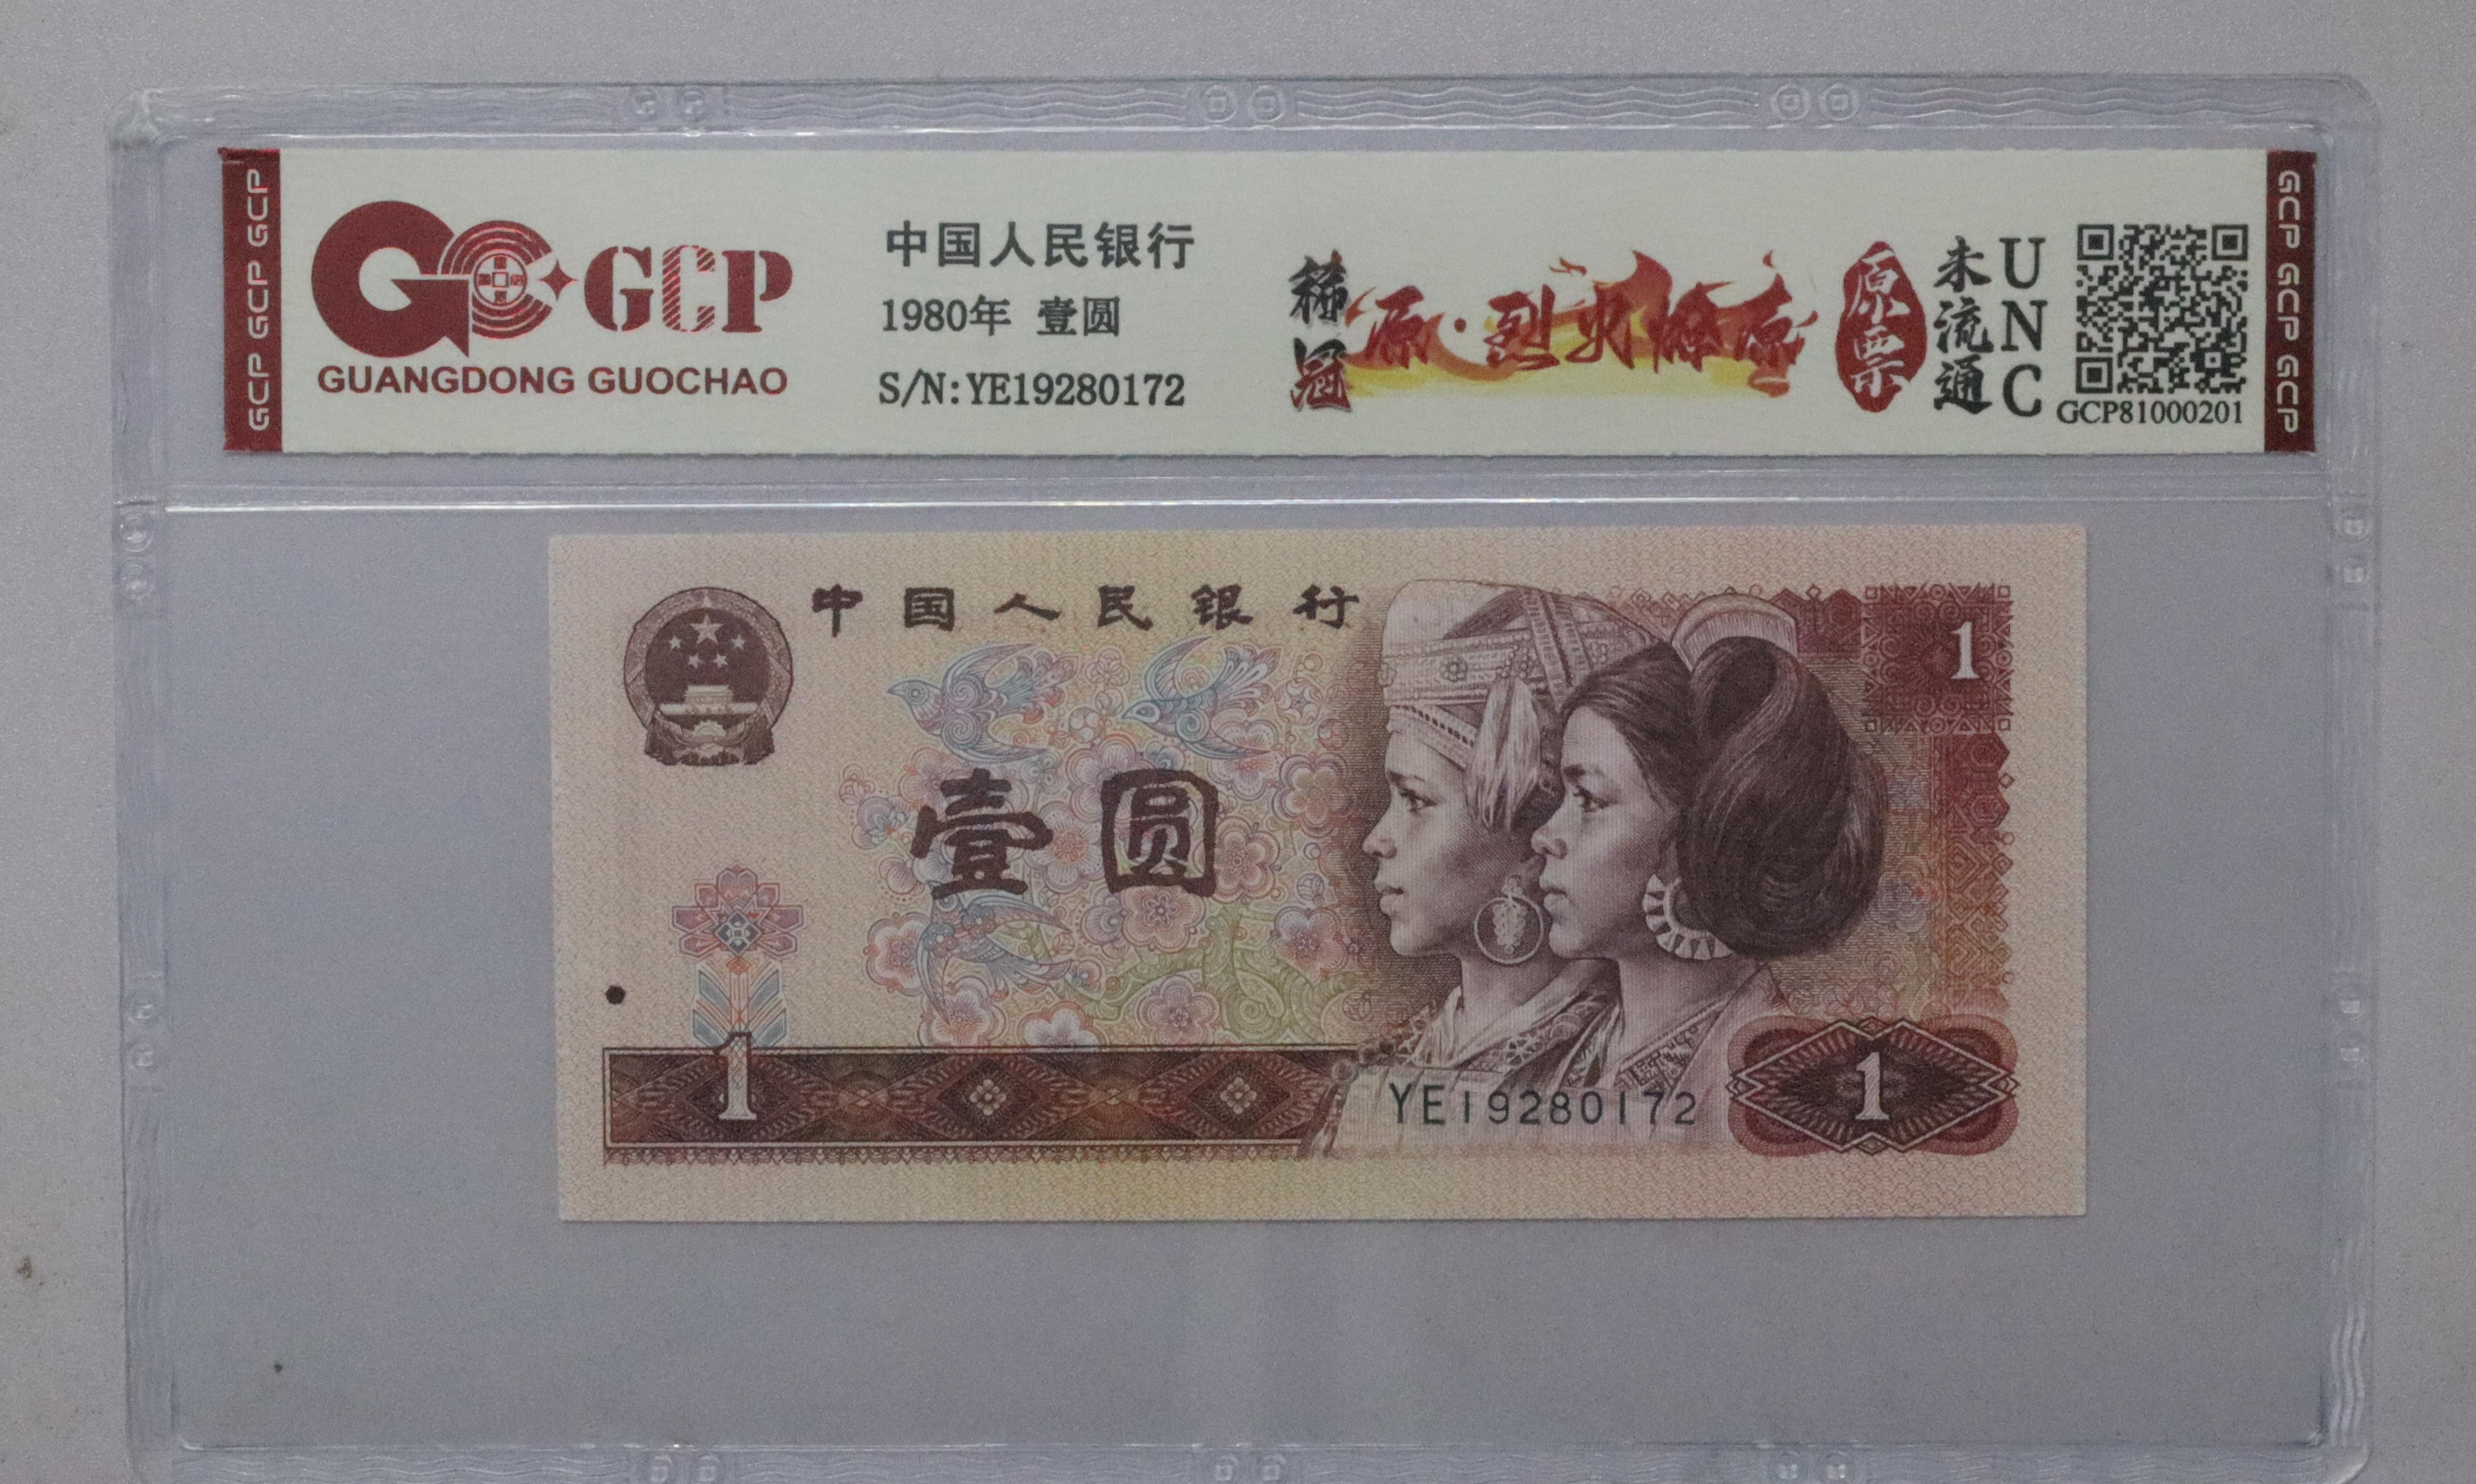 GCP GCP GCP
GC GCP
GUANGDONG GUOCHAO
中国人民银行
1980年 壹圆
S/N:YE19280172
稀冠
原·烈火燎原
原票
未流通
UNC
GCP81000201
GCP GCP GCP
中国人民银行
1
壹圆
1
YE19280172
1